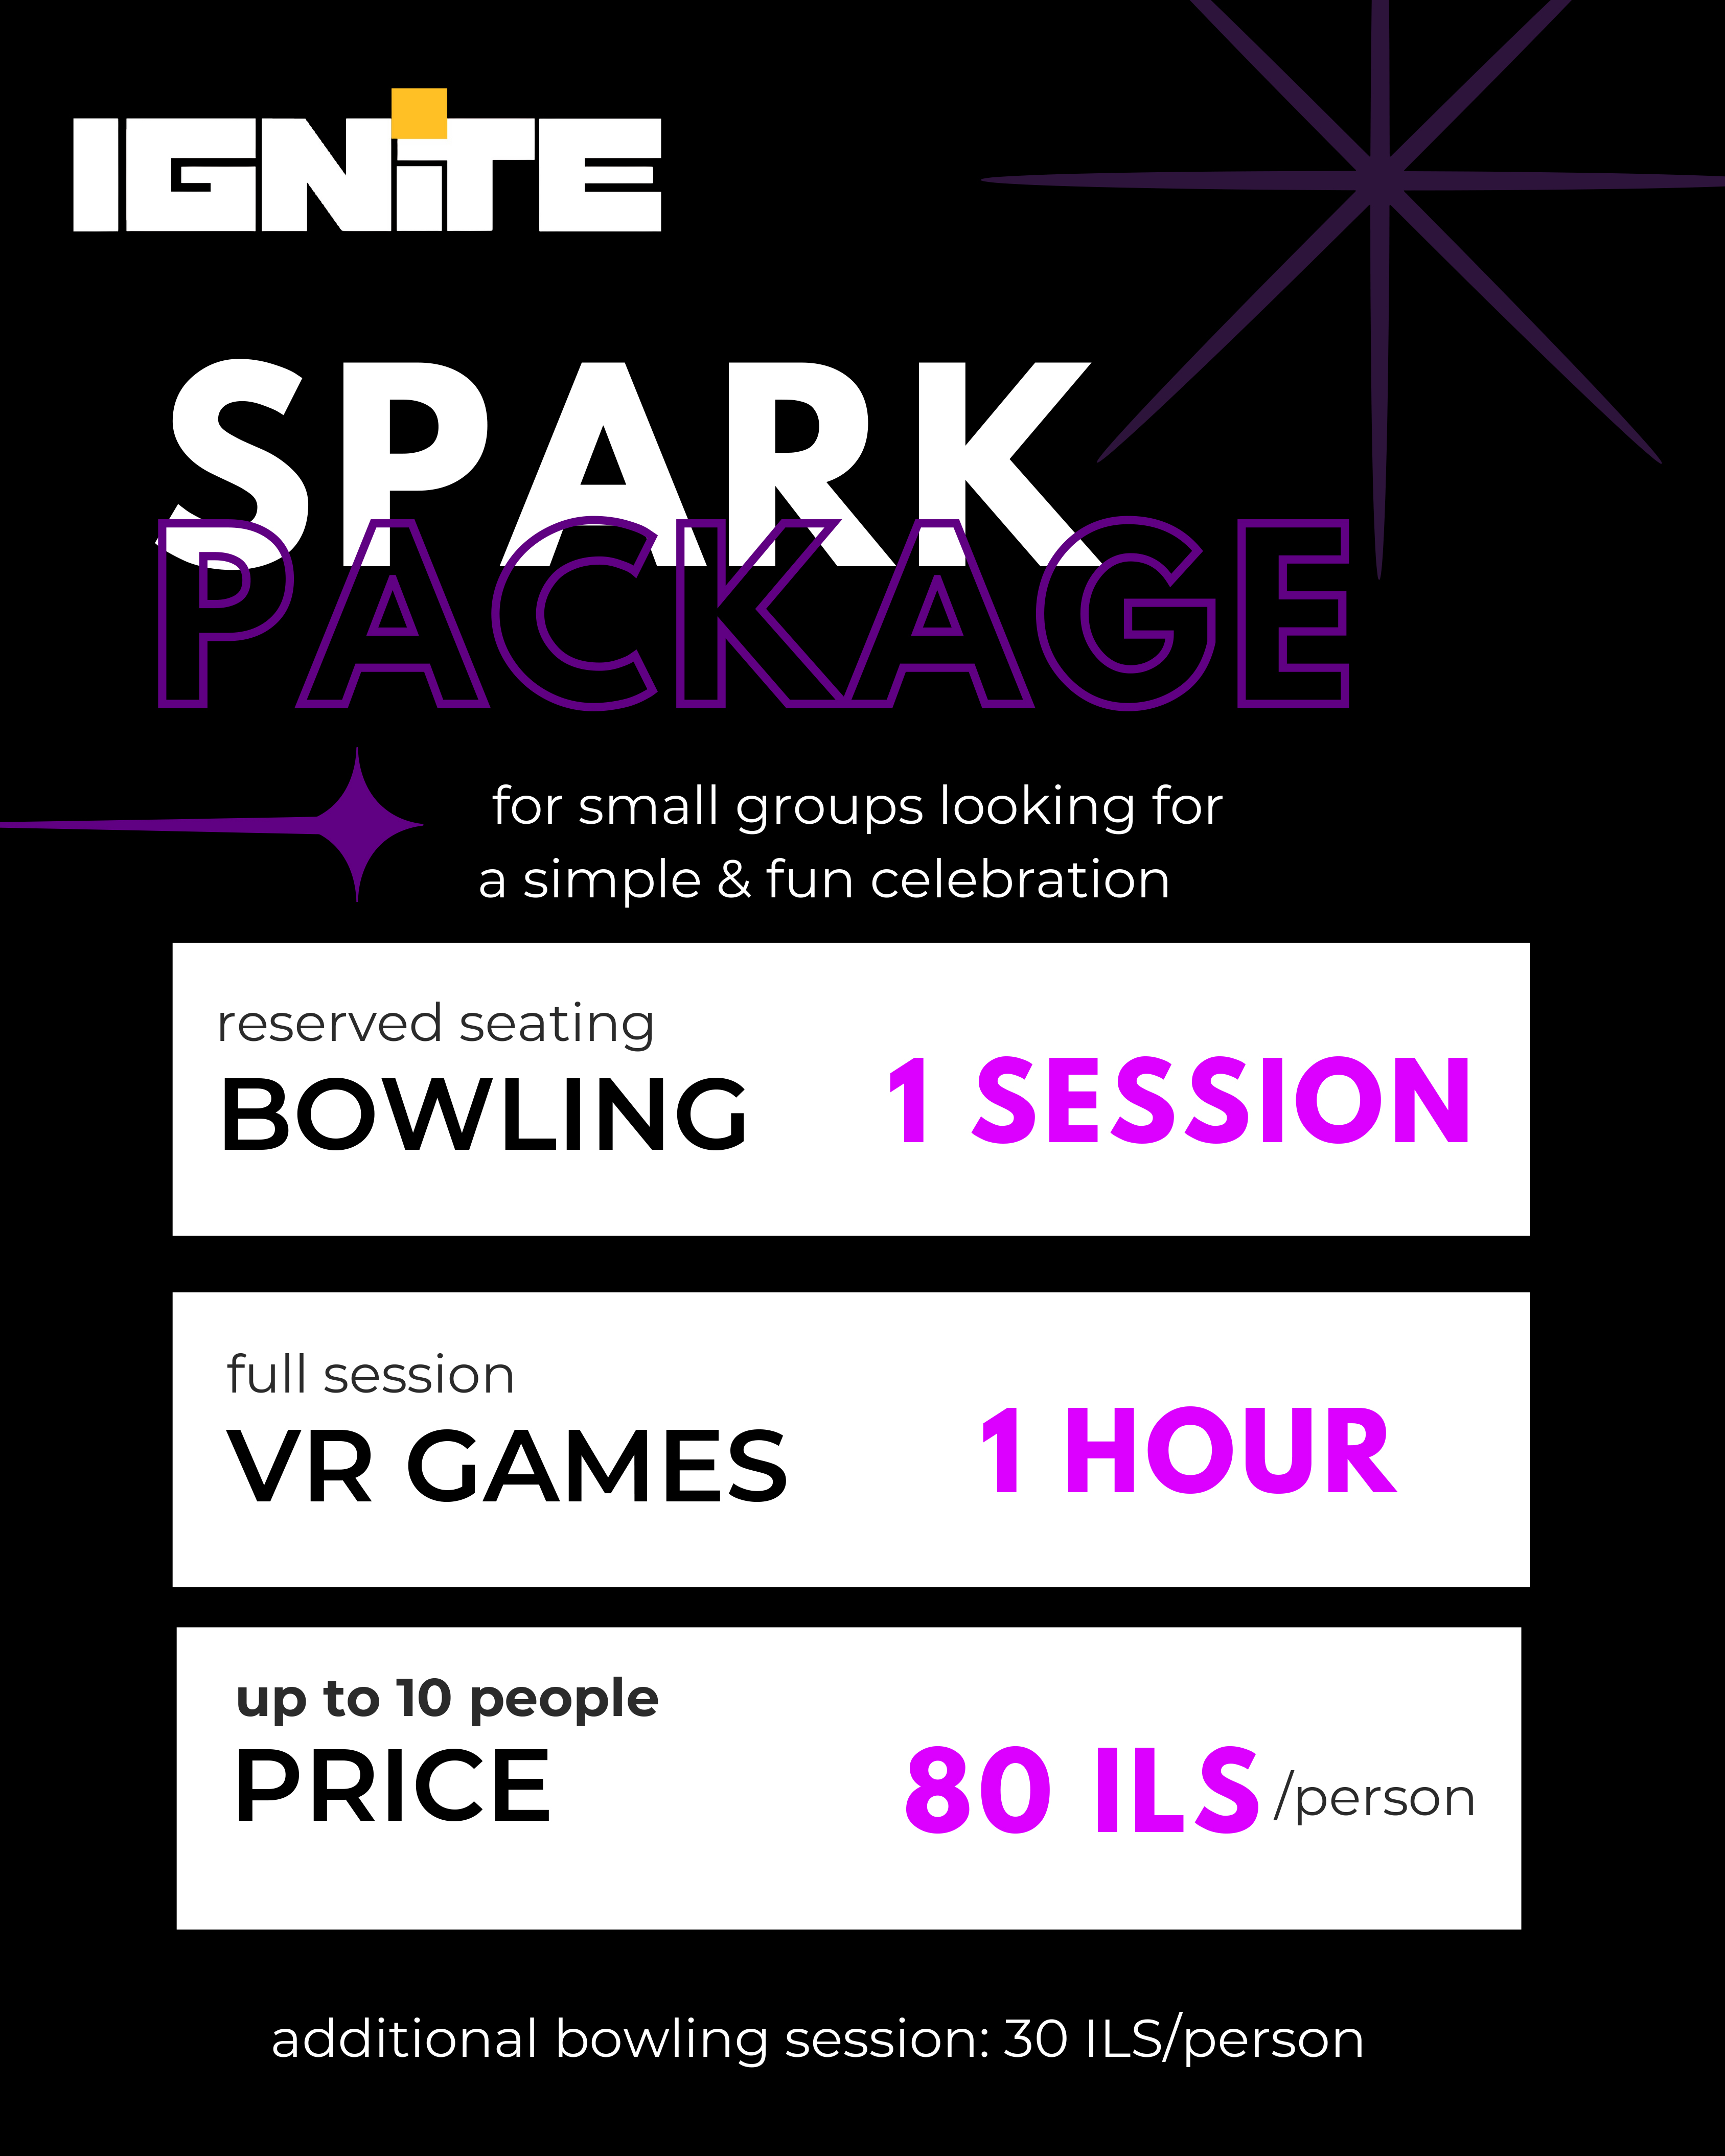 IGNiTE
SPARK
PACKAGE
for small groups looking for
a simple & fun celebration
reserved seating
BOWLING
1 SESSION
full session
VR GAMES
1 HOUR
up to 10 people
PRICE
80 ILS /person
additional bowling session: 30 ILS/person